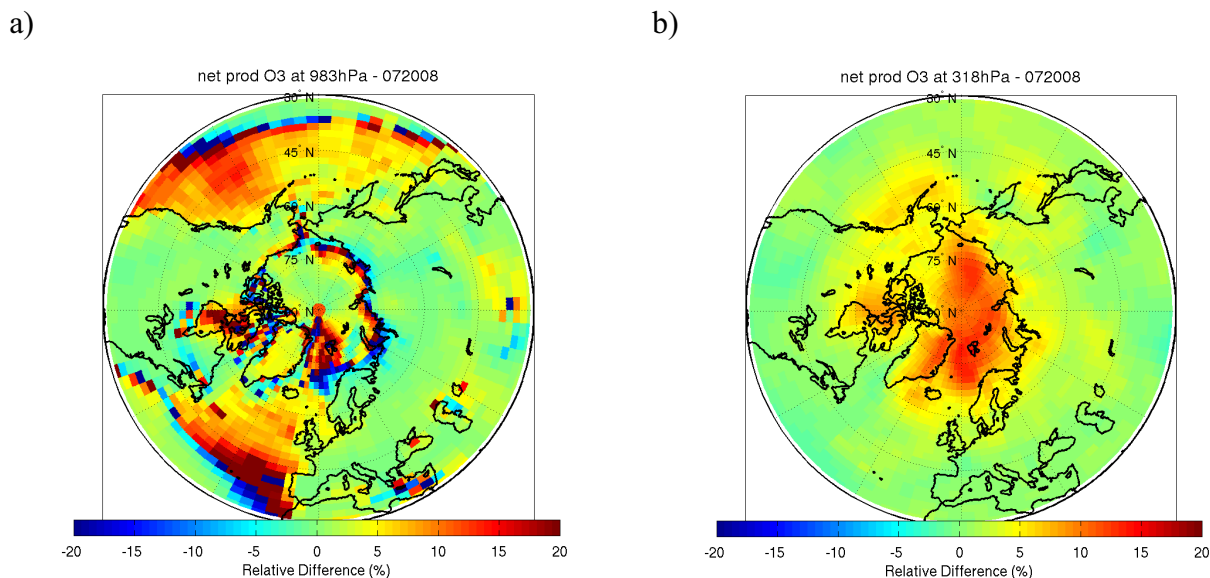 a)
b)
net prod O3 at 983hPa - 072008
30° N
45° N
60° N
75° N
90° N
-20 -15 -10 -5 0 5 10 15 20
Relative Difference (%)
net prod O3 at 318hPa - 072008
30° N
45° N
60° N
75° N
90° N
-20 -15 -10 -5 0 5 10 15 20
Relative Difference (%)